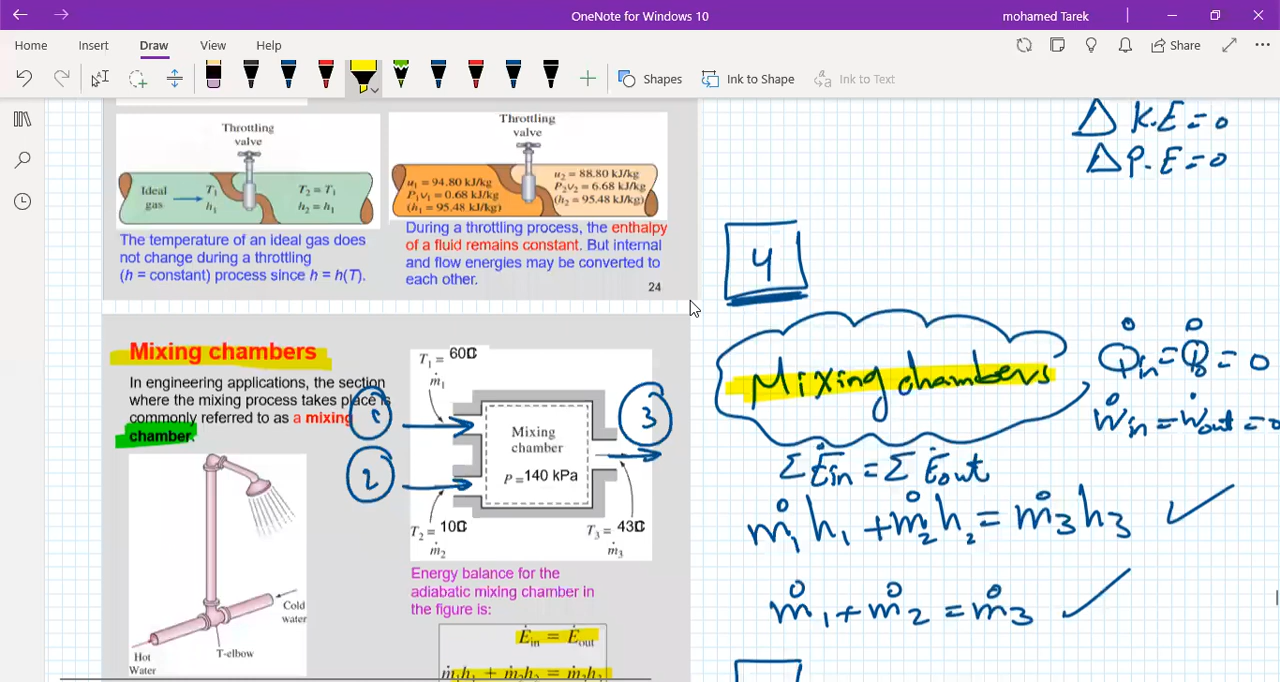 OneNote for Windows 10
mohamed Tarek
Home Insert Draw View Help
Share
Shapes
Ink to Shape
Ink to Text
Throttling
valve
Ideal
gas
T₁
h₁
T₂ = T₁
h₂ = h₁
The temperature of an ideal gas does
not change during a throttling
(h = constant) process since h = h(T).
Throttling
valve
u₁ = 94.80 kJ/kg
P₁v₁ = 0.68 kJ/kg
(h₁ = 95.48 kJ/kg)
u₂ = 88.80 kJ/kg
P₂v₂ = 6.68 kJ/kg
(h₂ = 95.48 kJ/kg)
During a throttling process, the enthalpy
of a fluid remains constant. But internal
and flow energies may be converted to
each other.
24
Δ K.E = 0
Δ P.E = 0
4
Mixing chambers
Q̇in = Q̇ = 0
Ẇin = Ẇout = 0
Σ Ėin = Σ Ėout
ṁ₁h₁ + ṁ₂h₂ = ṁ₃h₃
ṁ₁ + ṁ₂ = ṁ₃
Mixing chambers
In engineering applications, the section
where the mixing process takes place is
commonly referred to as a mixing
chamber.
Cold
water
T-elbow
Hot
Water
T₁ = 60C
ṁ₁
1
2
3
Mixing
chamber
P = 140 kPa
T₂ = 10C
ṁ₂
T₃ = 43C
ṁ₃
Energy balance for the
adiabatic mixing chamber in
the figure is:
Ėin = Ėout
ṁ₁h₁ + ṁ₂h₂ = ṁ₃h₃